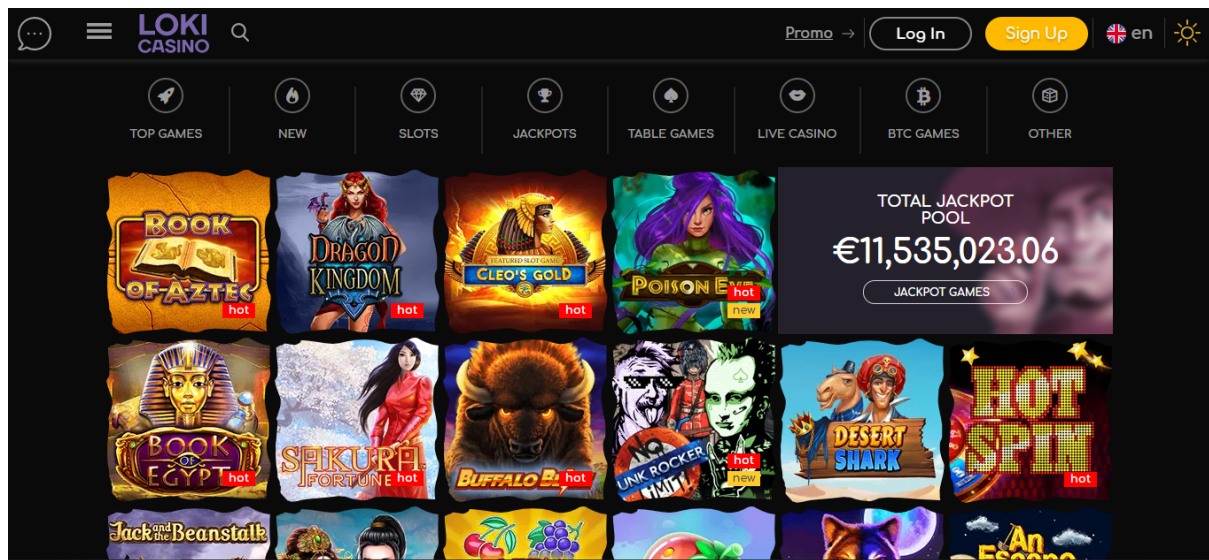 LOKI
CASINO
Promo →
Log In
Sign Up
en
TOP GAMES
NEW
SLOTS
JACKPOTS
TABLE GAMES
LIVE CASINO
BTC GAMES
OTHER
BOOK
OF AZTEC
hot
DRAGON
KINGDOM
hot
FEATURED SLOT GAME
CLEO'S GOLD
hot
POISON EVE
hot
new
TOTAL JACKPOT
POOL
€11,535,023.06
JACKPOT GAMES
BOOK
OF
EGYPT
hot
SAKURA
FORTUNE
hot
BUFFALO
hot
UNK ROCKER
hot
new
DESERT
SHARK
HOT
SPIN
hot
Jack and the Beanstalk
An
Escape